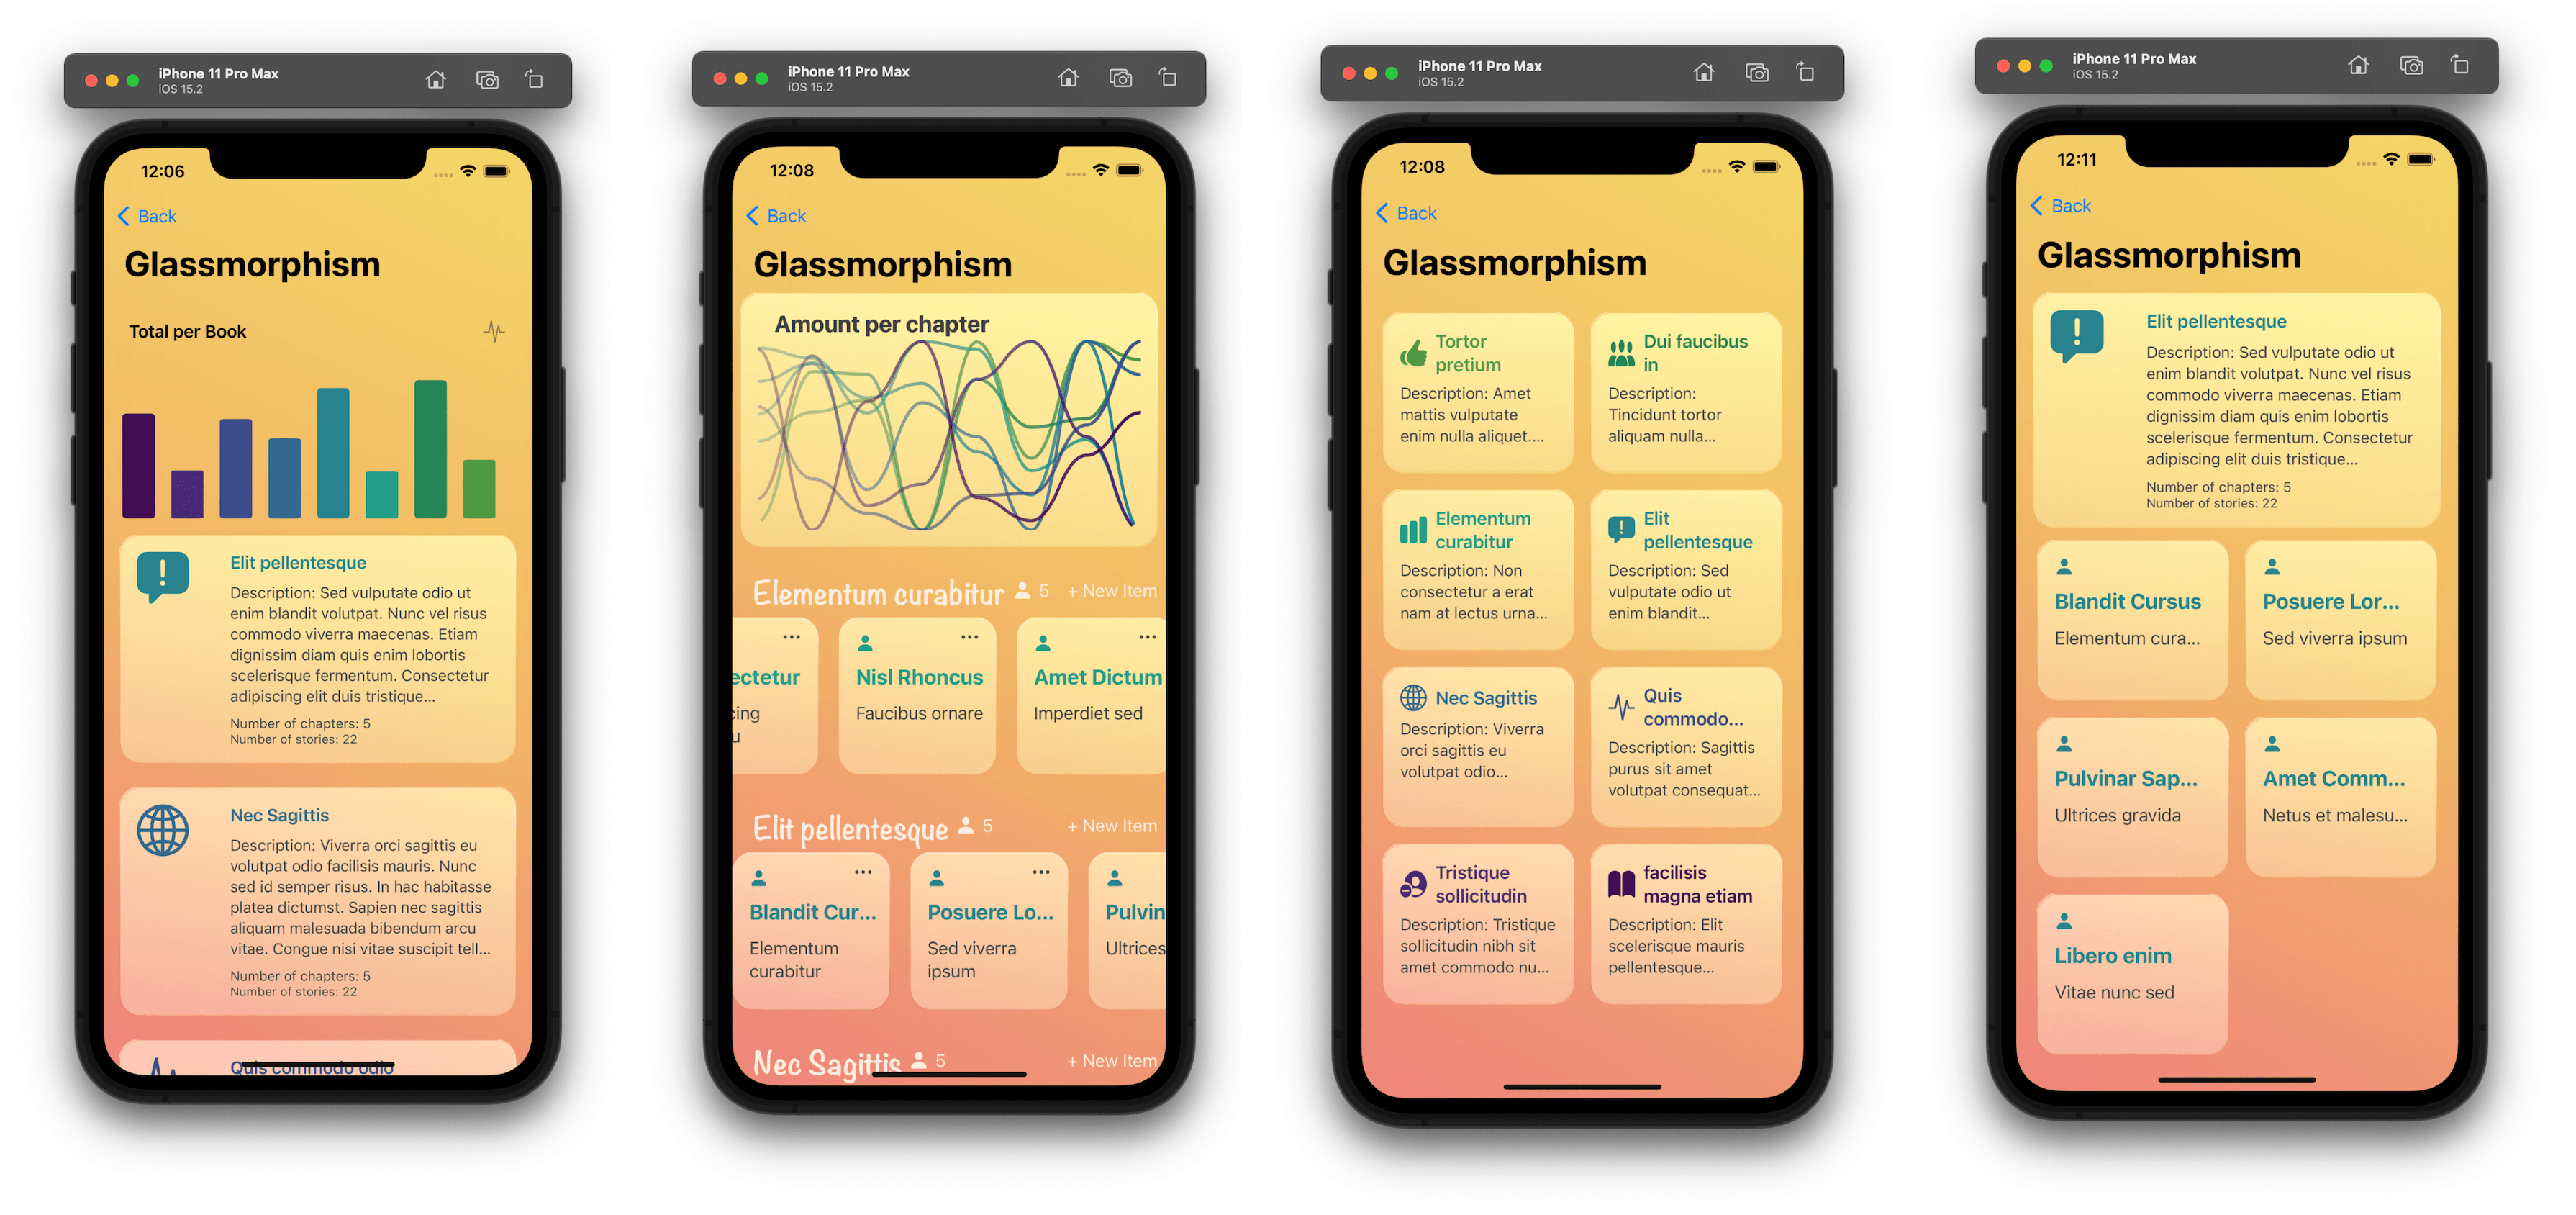 iPhone 11 Pro Max
iOS 15.2
12:06
Back
Glassmorphism
Total per Book
Elit pellentesque
Description: Sed vulputate odio ut
enim blandit volutpat. Nunc vel risus
commodo viverra maecenas. Etiam
dignissim diam quis enim lobortis
scelerisque fermentum. Consectetur
adipiscing elit duis tristique...
Number of chapters: 5
Number of stories: 22
Nec Sagittis
Description: Viverra orci sagittis eu
volutpat odio facilisis mauris. Nunc
sed id semper risus. In hac habitasse
platea dictumst. Sapien nec sagittis
aliquam malesuada bibendum arcu
vitae. Congue nisi vitae suscipit tell...
Number of chapters: 5
Number of stories: 22
Quis commodo odio
iPhone 11 Pro Max
iOS 15.2
12:08
Back
Glassmorphism
Amount per chapter
Elementum curabitur 5 + New Item
ectetur
cing
u
Nisl Rhoncus
Faucibus ornare
Amet Dictum
Imperdiet sed
Elit pellentesque 5 + New Item
Blandit Cur...
Elementum
curabitur
Posuere Lo...
Sed viverra
ipsum
Pulvin
Ultrices
Nec Sagittis 5 + New Item
iPhone 11 Pro Max
iOS 15.2
12:08
Back
Glassmorphism
Tortor
pretium
Description: Amet
mattis vulputate
enim nulla aliquet....
Dui faucibus
in
Description:
Tincidunt tortor
aliquam nulla...
Elementum
curabitur
Description: Non
consectetur a erat
nam at lectus urna...
Elit
pellentesque
Description: Sed
vulputate odio ut
enim blandit...
Nec Sagittis
Description: Viverra
orci sagittis eu
volutpat odio...
Quis
commodo...
Description: Sagittis
purus sit amet
volutpat consequat...
Tristique
sollicitudin
Description: Tristique
sollicitudin nibh sit
amet commodo nu...
facilisis
magna etiam
Description: Elit
scelerisque mauris
pellentesque...
iPhone 11 Pro Max
iOS 15.2
12:11
Back
Glassmorphism
Elit pellentesque
Description: Sed vulputate odio ut
enim blandit volutpat. Nunc vel risus
commodo viverra maecenas. Etiam
dignissim diam quis enim lobortis
scelerisque fermentum. Consectetur
adipiscing elit duis tristique...
Number of chapters: 5
Number of stories: 22
Blandit Cursus
Elementum cura...
Posuere Lor...
Sed viverra ipsum
Pulvinar Sap...
Ultrices gravida
Amet Comm...
Netus et malesu...
Libero enim
Vitae nunc sed